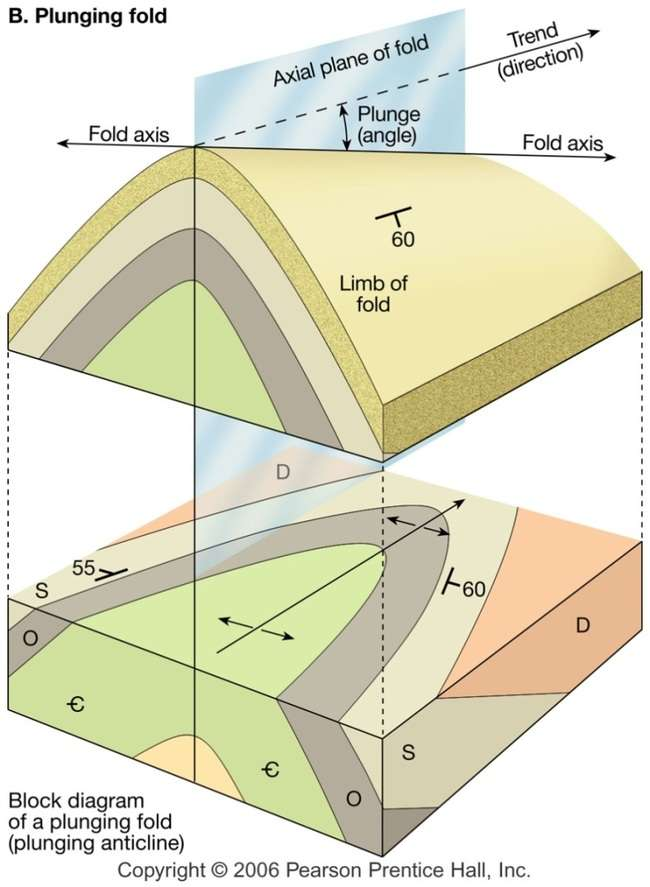 B. Plunging fold
Axial plane of fold
Trend
(direction)
Plunge
(angle)
Fold axis
Fold axis
60
Limb of
fold
D
55
S
60
O
D
Є
S
Є
O
Block diagram
of a plunging fold
(plunging anticline)
Copyright © 2006 Pearson Prentice Hall, Inc.